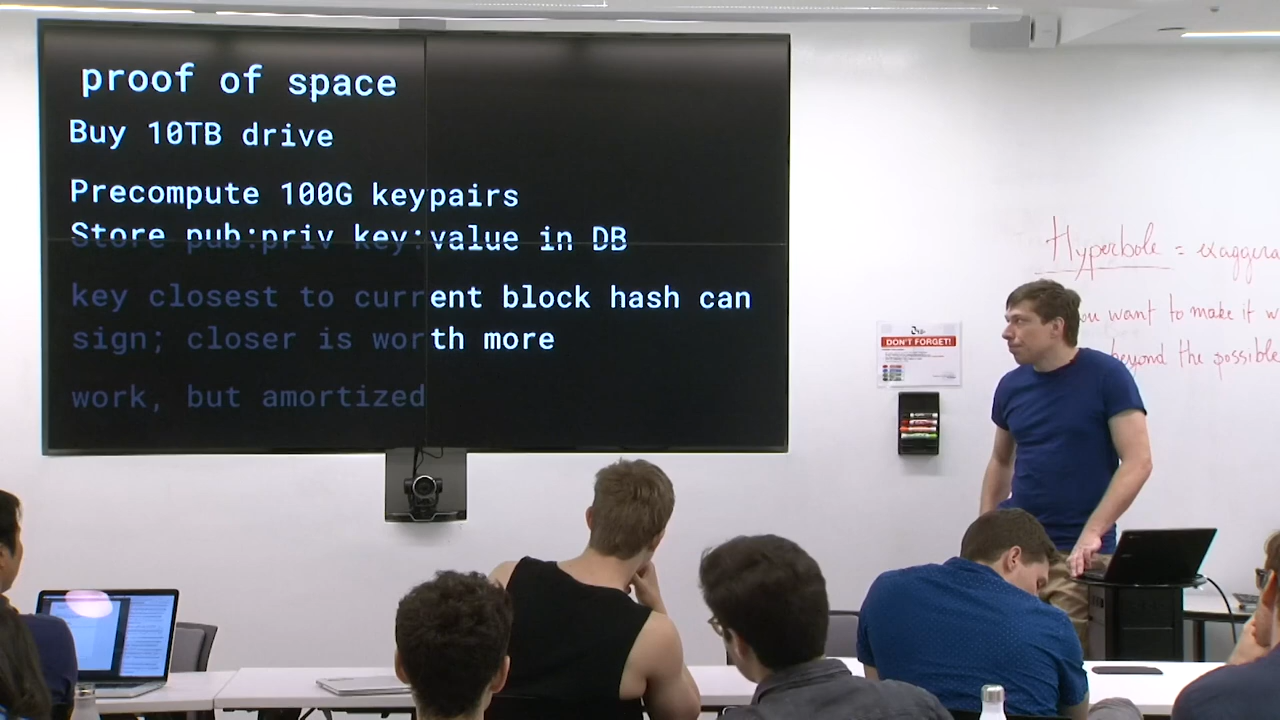 proof of space
Buy 10TB drive
Precompute 100G keypairs
Store pub:priv key:value in DB
key closest to current block hash can
sign; closer is worth more
work, but amortized
Hyperbole = exaggera
DON'T FORGET!
ou want to make it w
beyond the possible